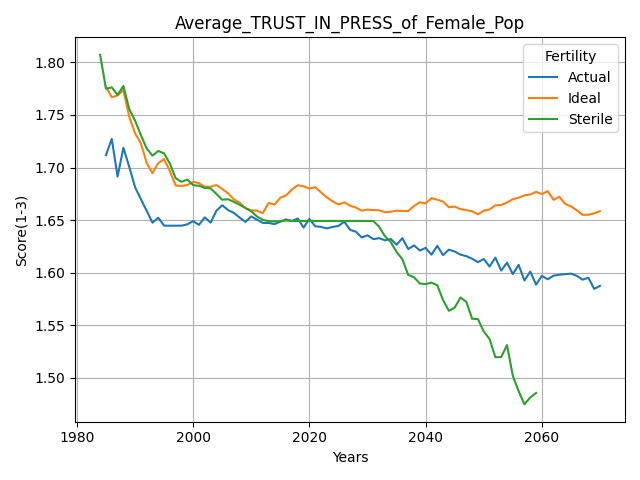 Average_TRUST_IN_PRESS_of_Female_Pop
Fertility
Actual
Ideal
Sterile
Score(1-3)
1.80
1.75
1.70
1.65
1.60
1.55
1.50
1980
2000
2020
2040
2060
Years